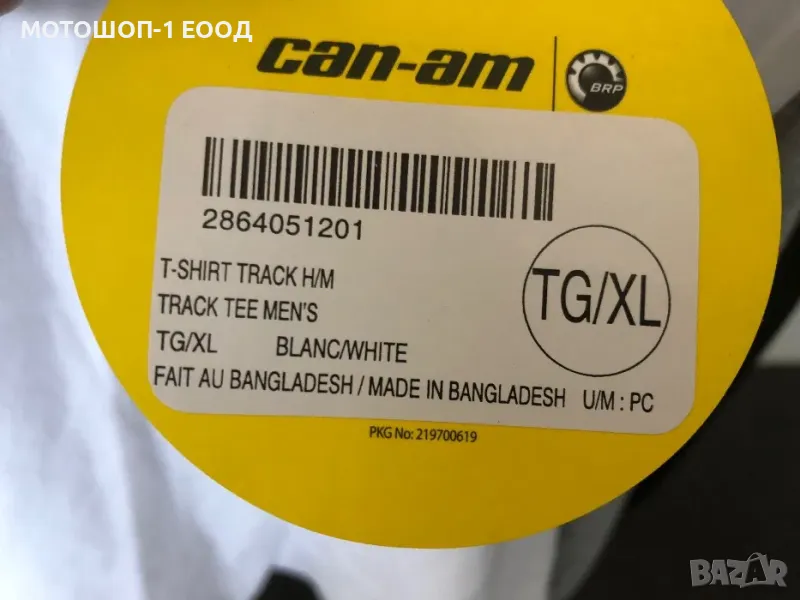 МОТОШОП-1 ЕООД
can-am
BRP
2864051201
T-SHIRT TRACK H/M
TRACK TEE MEN'S
TG/XL BLANC/WHITE
TG/XL
FAIT AU BANGLADESH / MADE IN BANGLADESH U/M : PC
PKG No: 219700619
BAZAR